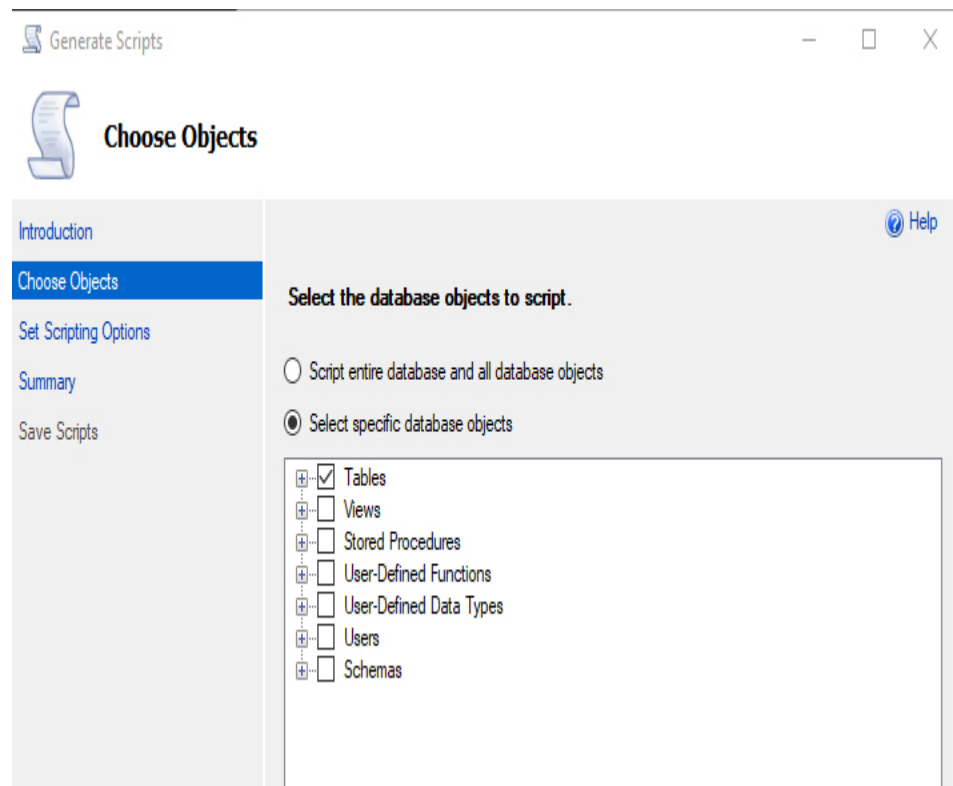 Generate Scripts
Choose Objects
Help
Introduction
Choose Objects
Set Scripting Options
Summary
Save Scripts
Select the database objects to script.
Script entire database and all database objects
Select specific database objects
Tables
Views
Stored Procedures
User-Defined Functions
User-Defined Data Types
Users
Schemas